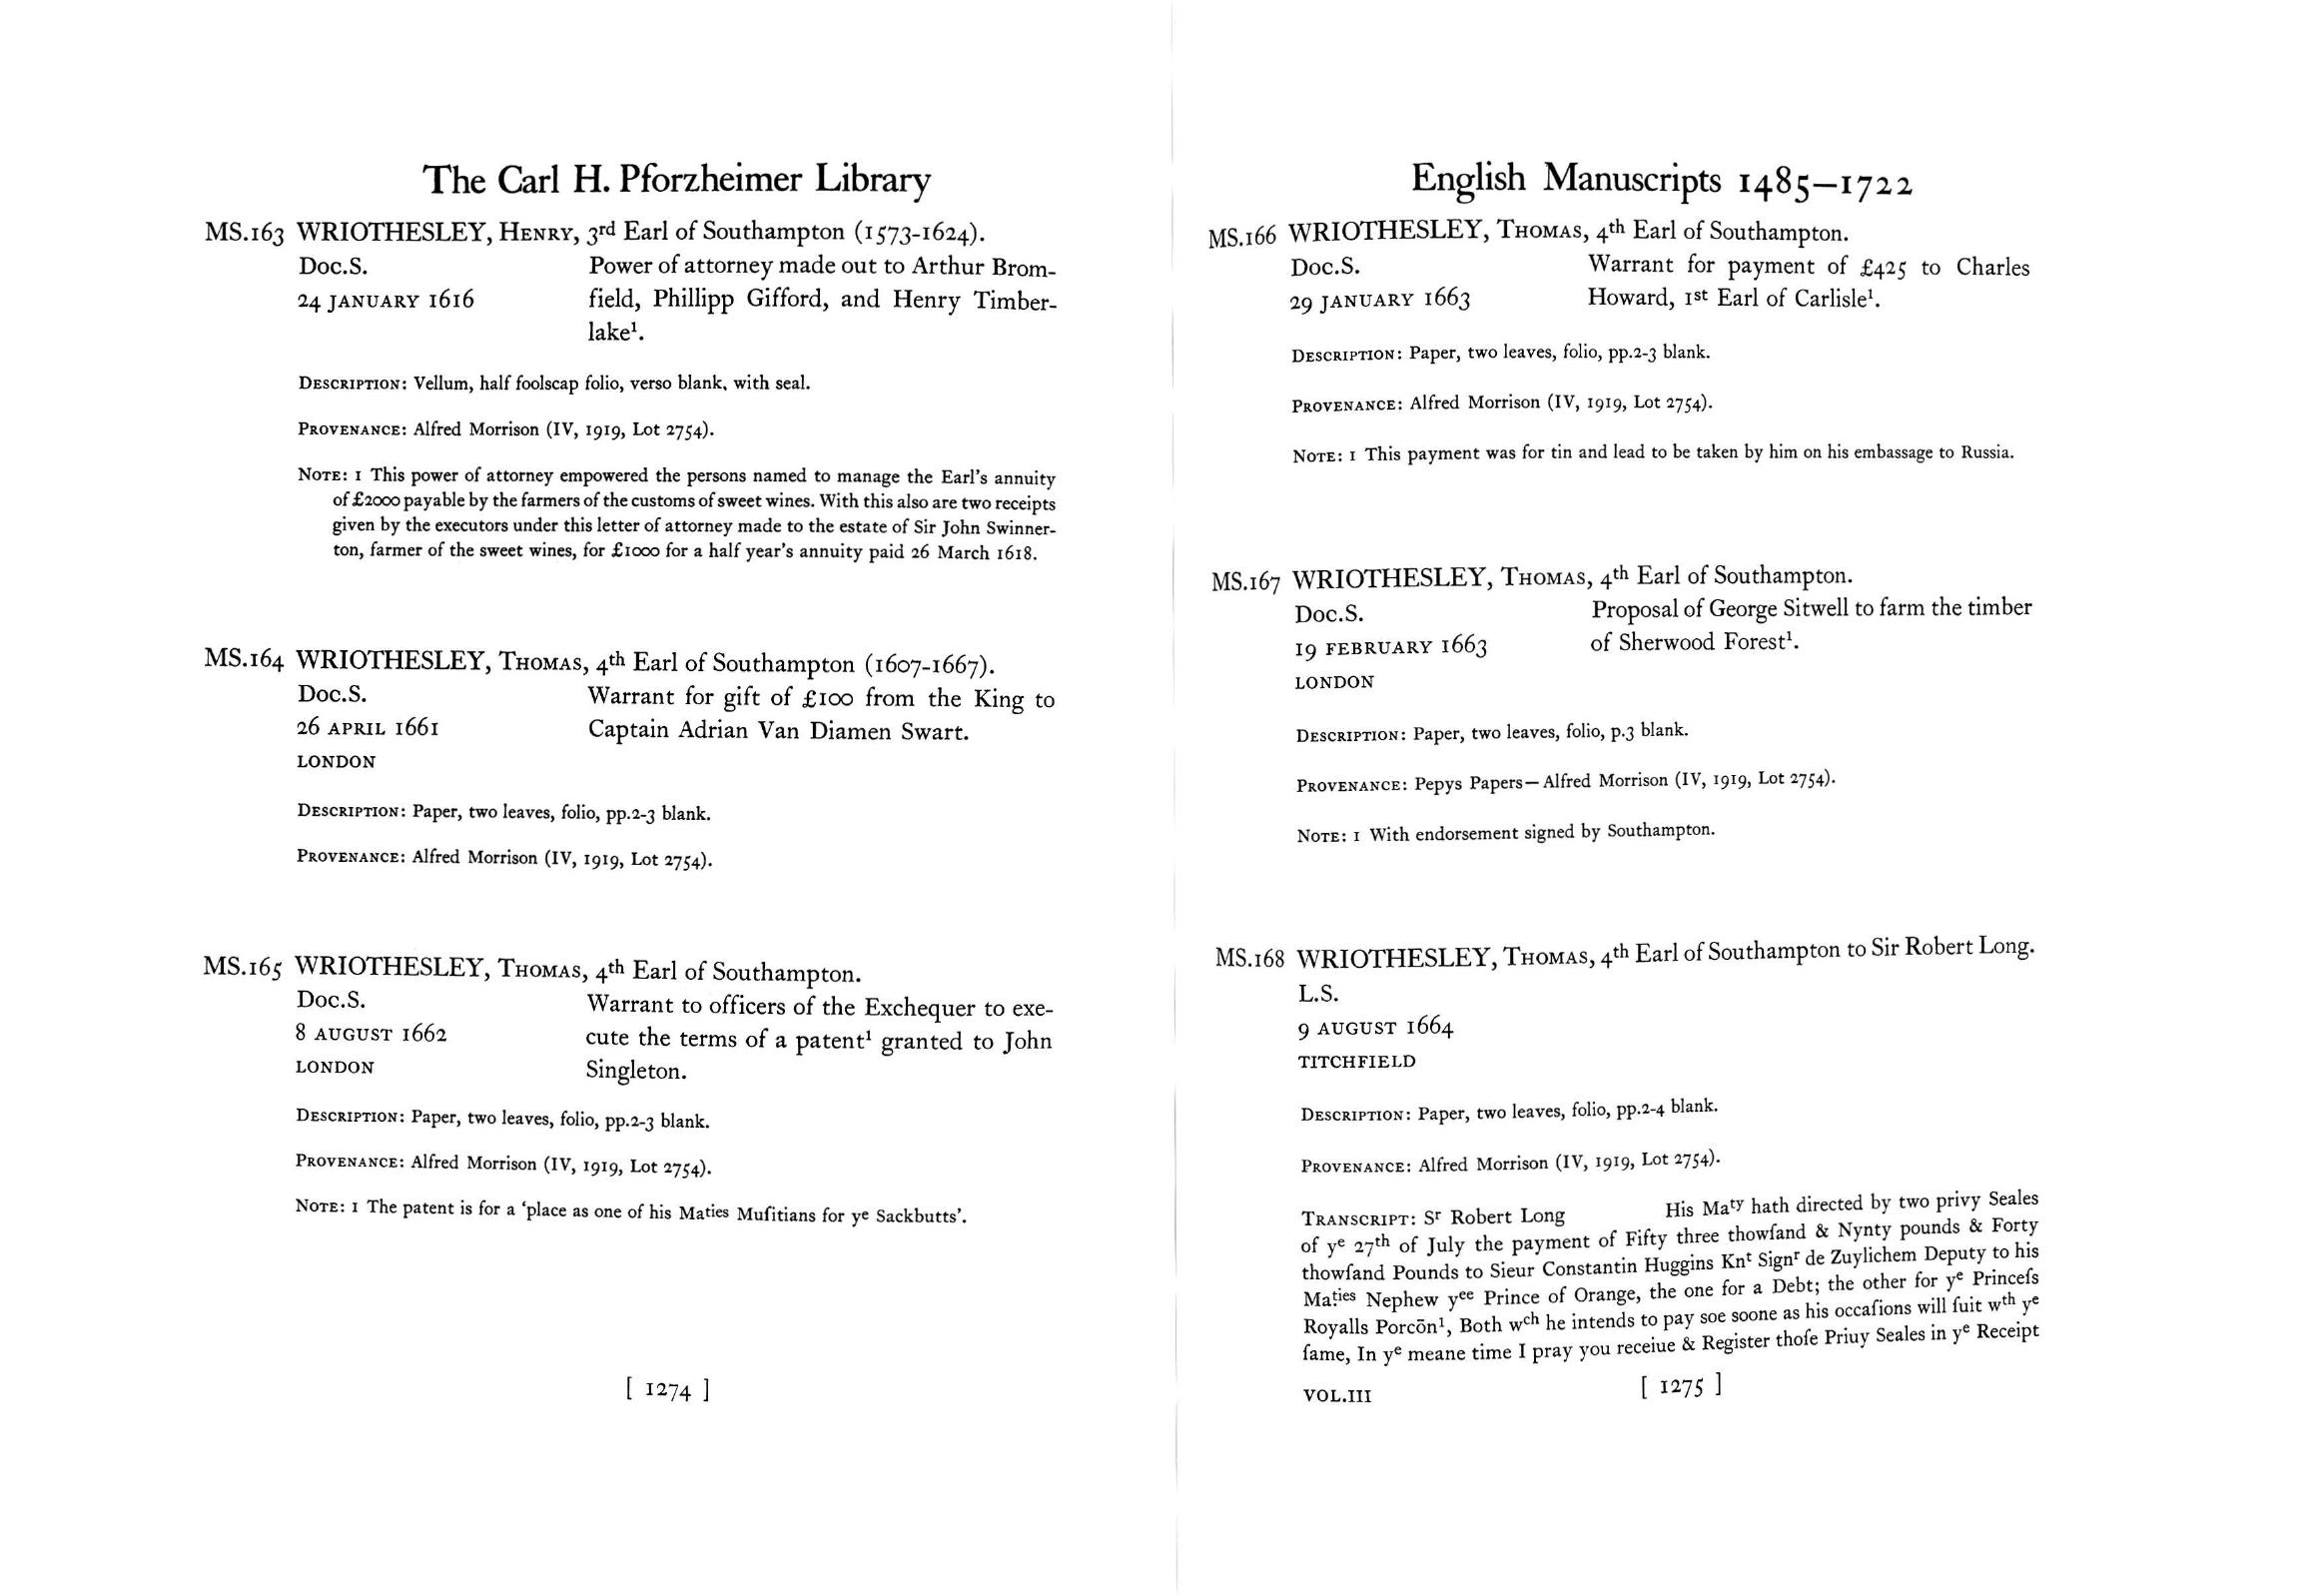 The Carl H. Pforzheimer Library
MS.163 WRIOTHESLEY, HENRY, 3rd Earl of Southampton (1573-1624).
Doc.S. Power of attorney made out to Arthur Brom-
24 JANUARY 1616 field, Phillipp Gifford, and Henry Timber-
lake¹.
DESCRIPTION: Vellum, half foolscap folio, verso blank, with seal.
PROVENANCE: Alfred Morrison (IV, 1919, Lot 2754).
NOTE: 1 This power of attorney empowered the persons named to manage the Earl's annuity
of £2000 payable by the farmers of the customs of sweet wines. With this also are two receipts
given by the executors under this letter of attorney made to the estate of Sir John Swinner-
ton, farmer of the sweet wines, for £1000 for a half year's annuity paid 26 March 1618.
MS.164 WRIOTHESLEY, THOMAS, 4th Earl of Southampton (1607-1667).
Doc.S. Warrant for gift of £100 from the King to
26 APRIL 1661 Captain Adrian Van Diamen Swart.
LONDON
DESCRIPTION: Paper, two leaves, folio, pp.2-3 blank.
PROVENANCE: Alfred Morrison (IV, 1919, Lot 2754).
MS.165 WRIOTHESLEY, THOMAS, 4th Earl of Southampton.
Doc.S. Warrant to officers of the Exchequer to exe-
8 AUGUST 1662 cute the terms of a patent¹ granted to John
LONDON Singleton.
DESCRIPTION: Paper, two leaves, folio, pp.2-3 blank.
PROVENANCE: Alfred Morrison (IV, 1919, Lot 2754).
NOTE: 1 The patent is for a 'place as one of his Maties Muſitians for ye Sackbutts'.
[ 1274 ]
English Manuscripts 1485–1722
MS.166 WRIOTHESLEY, THOMAS, 4th Earl of Southampton.
Doc.S. Warrant for payment of £425 to Charles
29 JANUARY 1663 Howard, 1st Earl of Carlisle¹.
DESCRIPTION: Paper, two leaves, folio, pp.2-3 blank.
PROVENANCE: Alfred Morrison (IV, 1919, Lot 2754).
NOTE: 1 This payment was for tin and lead to be taken by him on his embassage to Russia.
MS.167 WRIOTHESLEY, THOMAS, 4th Earl of Southampton.
Doc.S. Proposal of George Sitwell to farm the timber
19 FEBRUARY 1663 of Sherwood Forest¹.
LONDON
DESCRIPTION: Paper, two leaves, folio, p.3 blank.
PROVENANCE: Pepys Papers—Alfred Morrison (IV, 1919, Lot 2754).
NOTE: 1 With endorsement signed by Southampton.
MS.168 WRIOTHESLEY, THOMAS, 4th Earl of Southampton to Sir Robert Long.
L.S.
9 AUGUST 1664
TITCHFIELD
DESCRIPTION: Paper, two leaves, folio, pp.2-4 blank.
PROVENANCE: Alfred Morrison (IV, 1919, Lot 2754).
TRANSCRIPT: Sr Robert Long His Maty hath directed by two privy Seales
of ye 27th of July the payment of Fifty three thowſand & Nynty pounds & Forty
thowſand Pounds to Sieur Constantin Huggins Knt Signr de Zuylichem Deputy to his
Ma:ties Nephew yee Prince of Orange, the one for a Debt; the other for ye Princeſs
Royalls Porcōn¹, Both wch he intends to pay soe soone as his occaſions will ſuit wth ye
ſame, In ye meane time I pray you receiue & Register thoſe Priuy Seales in ye Receipt
VOL.III [ 1275 ]